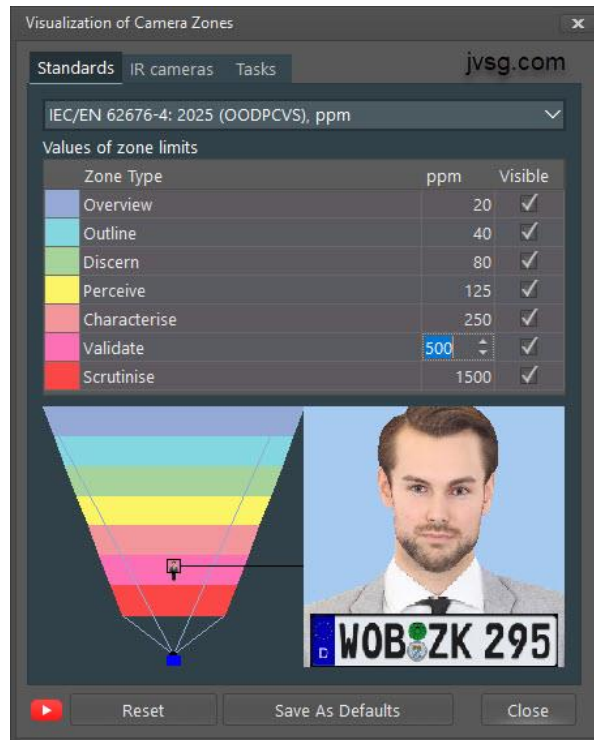 Visualization of Camera Zones x
Standards IR cameras Tasks jvsg.com
IEC/EN 62676-4: 2025 (OODPCVS), ppm
Values of zone limits
Zone Type ppm Visible
Overview 20
Outline 40
Discern 80
Perceive 125
Characterise 250
Validate 500
Scrutinise 1500
D WOB ZK 295
Reset Save As Defaults Close